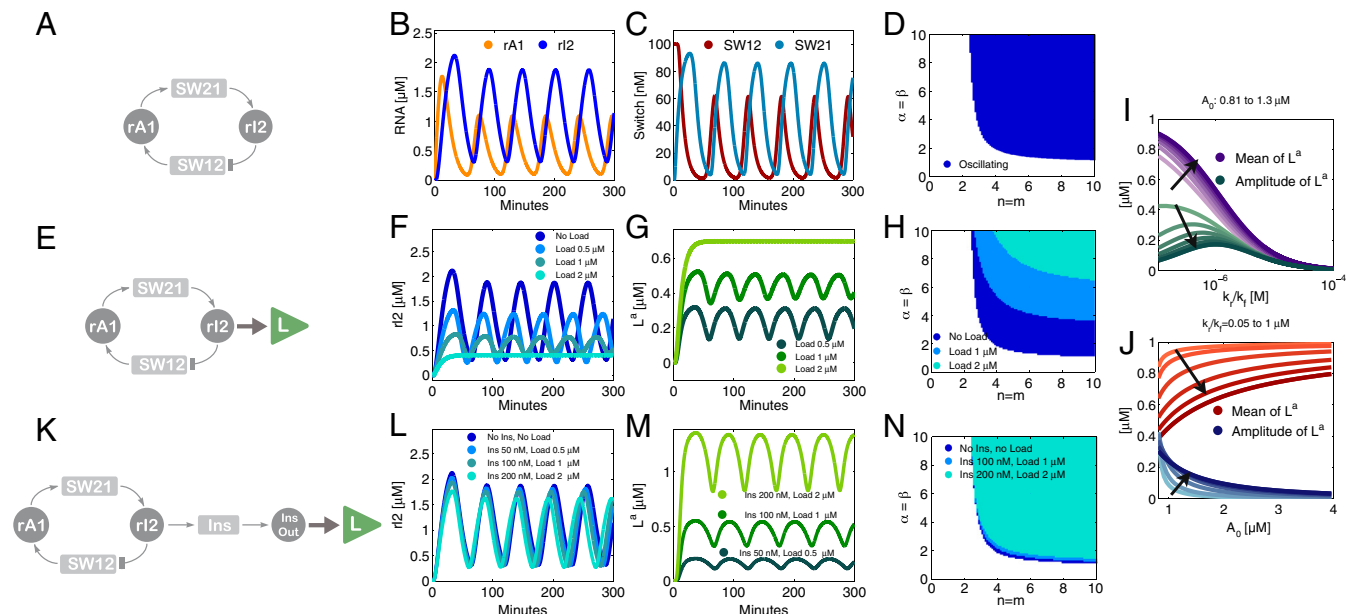 A
SW21
rA1
rI2
SW12
B
2.5
2
1.5
1
0.5
0
RNA [µM]
rA1
rI2
0
100
200
300
Minutes
C
100
80
60
40
20
0
Switch [nM]
SW12
SW21
0
100
200
300
Minutes
D
10
8
6
4
2
0
α = β
Oscillating
0
2
4
6
8
10
n=m
E
SW21
rA1
rI2
L
SW12
F
2.5
2
1.5
1
0.5
0
rI2 [µM]
No Load
Load 0.5 µM
Load 1 µM
Load 2 µM
0
100
200
300
Minutes
G
0.6
0.4
0.2
0
Lᵃ [µM]
Load 0.5 µM
Load 1 µM
Load 2 µM
0
100
200
300
Minutes
H
10
8
6
4
2
0
α = β
No Load
Load 1 µM
Load 2 µM
0
2
4
6
8
10
n=m
I
A₀: 0.81 to 1.3 µM
1
0.8
0.6
0.4
0.2
0
[µM]
Mean of Lᵃ
Amplitude of Lᵃ
10⁻⁶
10⁻⁴
kᵣ/k_f [M]
J
kᵣ/k_f=0.05 to 1 µM
1
0.8
0.6
0.4
0.2
0
[µM]
Mean of Lᵃ
Amplitude of Lᵃ
1
2
3
4
A₀ [µM]
K
SW21
rA1
rI2
Ins
Ins
Out
L
SW12
L
2.5
2
1.5
1
0.5
0
rI2 [µM]
No Ins, No Load
Ins 50 nM, Load 0.5 µM
Ins 100 nM, Load 1 µM
Ins 200 nM, Load 2 µM
0
100
200
300
Minutes
M
1
0.5
0
Lᵃ [µM]
Ins 200 nM, Load 2 µM
Ins 100 nM, Load 1 µM
Ins 50 nM, Load 0.5 µM
0
100
200
300
Minutes
N
10
8
6
4
2
0
α = β
No Ins, no Load
Ins 100 nM, Load 1 µM
Ins 200 nM, Load 2 µM
0
2
4
6
8
10
n=m